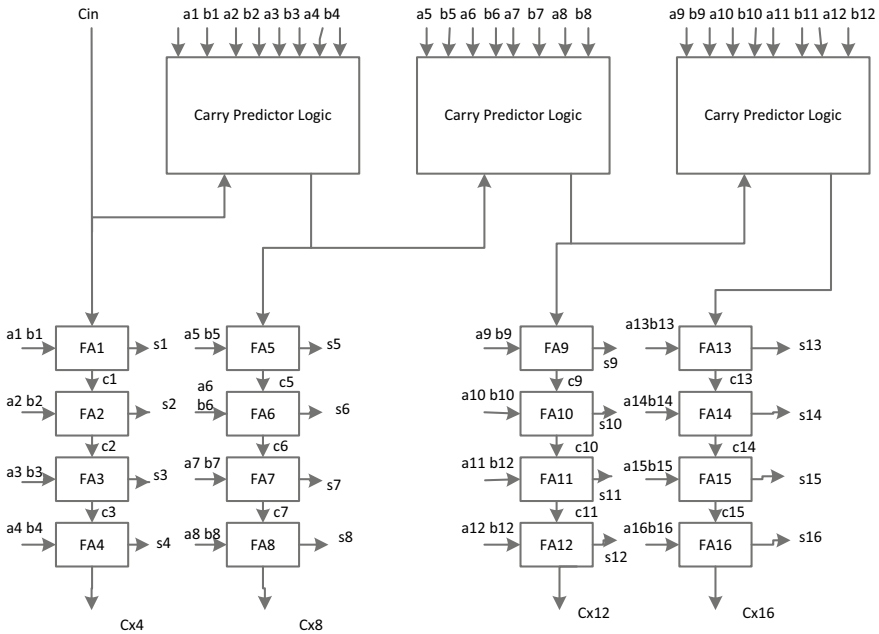 Cin
a1 b1 a2 b2 a3 b3 a4 b4
a5 b5 a6 b6 a7 b7 a8 b8
a9 b9 a10 b10 a11 b11 a12 b12
Carry Predictor Logic
Carry Predictor Logic
Carry Predictor Logic
a1 b1
FA1
s1
c1
a2 b2
FA2
s2
c2
a3 b3
FA3
s3
c3
a4 b4
FA4
s4
Cx4
a5 b5
FA5
s5
c5
a6
b6
FA6
s6
c6
a7 b7
FA7
s7
c7
a8 b8
FA8
s8
Cx8
a9 b9
FA9
s9
c9
a10 b10
FA10
s10
c10
a11 b12
FA11
s11
c11
a12 b12
FA12
s12
Cx12
a13b13
FA13
s13
c13
a14b14
FA14
s14
c14
a15b15
FA15
s15
c15
a16b16
FA16
s16
Cx16